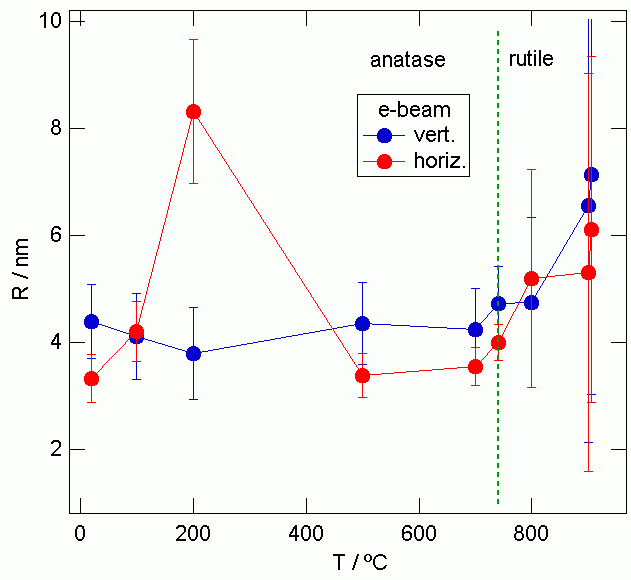 10
anatase
rutile
e-beam
vert.
horiz.
8
6
4
2
R / nm
0
200
400
600
800
T / ºC